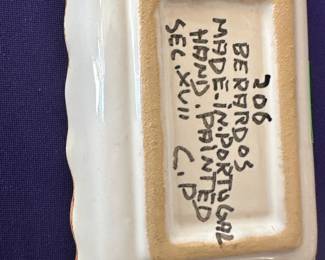 206
BERARDOS
MADE.IN.PORTUGAL
HAND.PAINTED
SEC.XVII
C.P